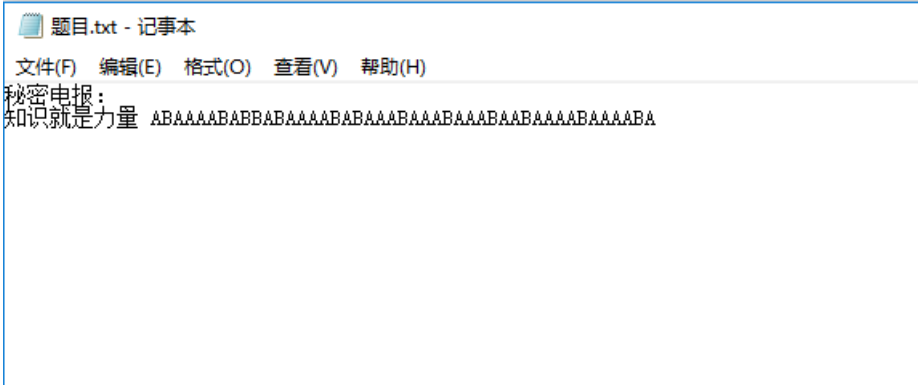 题目.txt - 记事本
文件(F) 编辑(E) 格式(O) 查看(V) 帮助(H)
秘密电报：
知识就是力量 ABAAAABABBABAAAABABAAABAAABAAABAABAAAABAAAABA